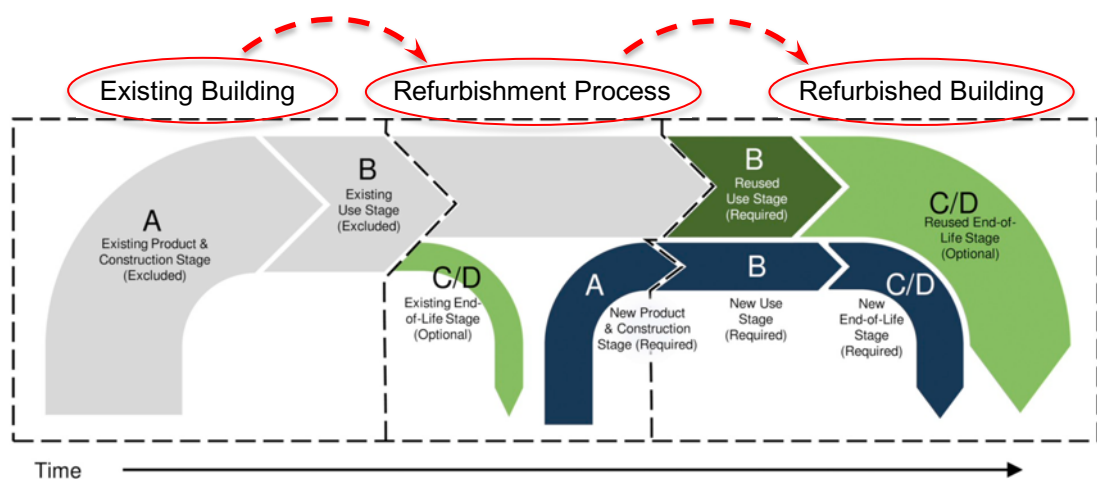 Existing Building
Refurbishment Process
Refurbished Building
A
Existing Product &
Construction Stage
(Excluded)
B
Existing
Use Stage
(Excluded)
C/D
Existing End-
of-Life Stage
(Optional)
A
New Product
& Construction
Stage (Required)
B
Reused
Use Stage
(Required)
B
New Use
Stage
(Required)
C/D
Reused End-of-
Life Stage
(Optional)
C/D
New
End-of-Life
Stage
(Required)
Time